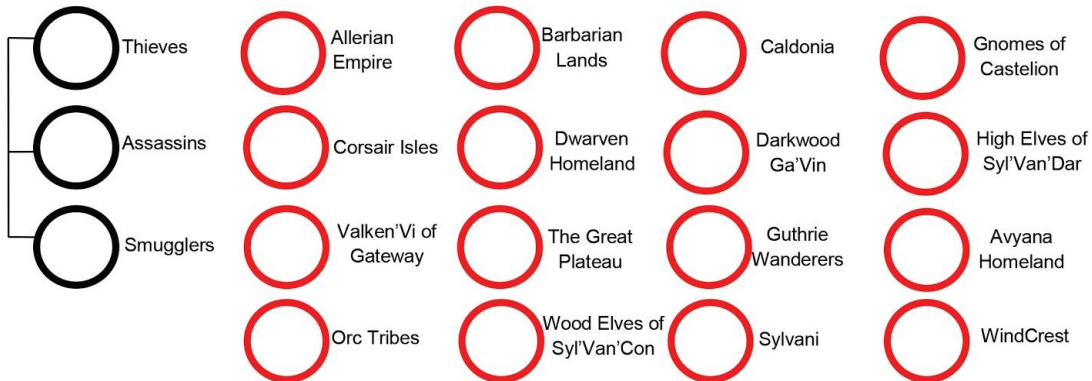 Thieves
Allerian
Empire
Barbarian
Lands
Caldonia
Gnomes of
Castelion
Assassins
Corsair Isles
Dwarven
Homeland
Darkwood
Ga'Vin
High Elves of
Syl'Van'Dar
Smugglers
Valken'Vi of
Gateway
The Great
Plateau
Guthrie
Wanderers
Avyana
Homeland
Orc Tribes
Wood Elves of
Syl'Van'Con
Sylvani
WindCrest